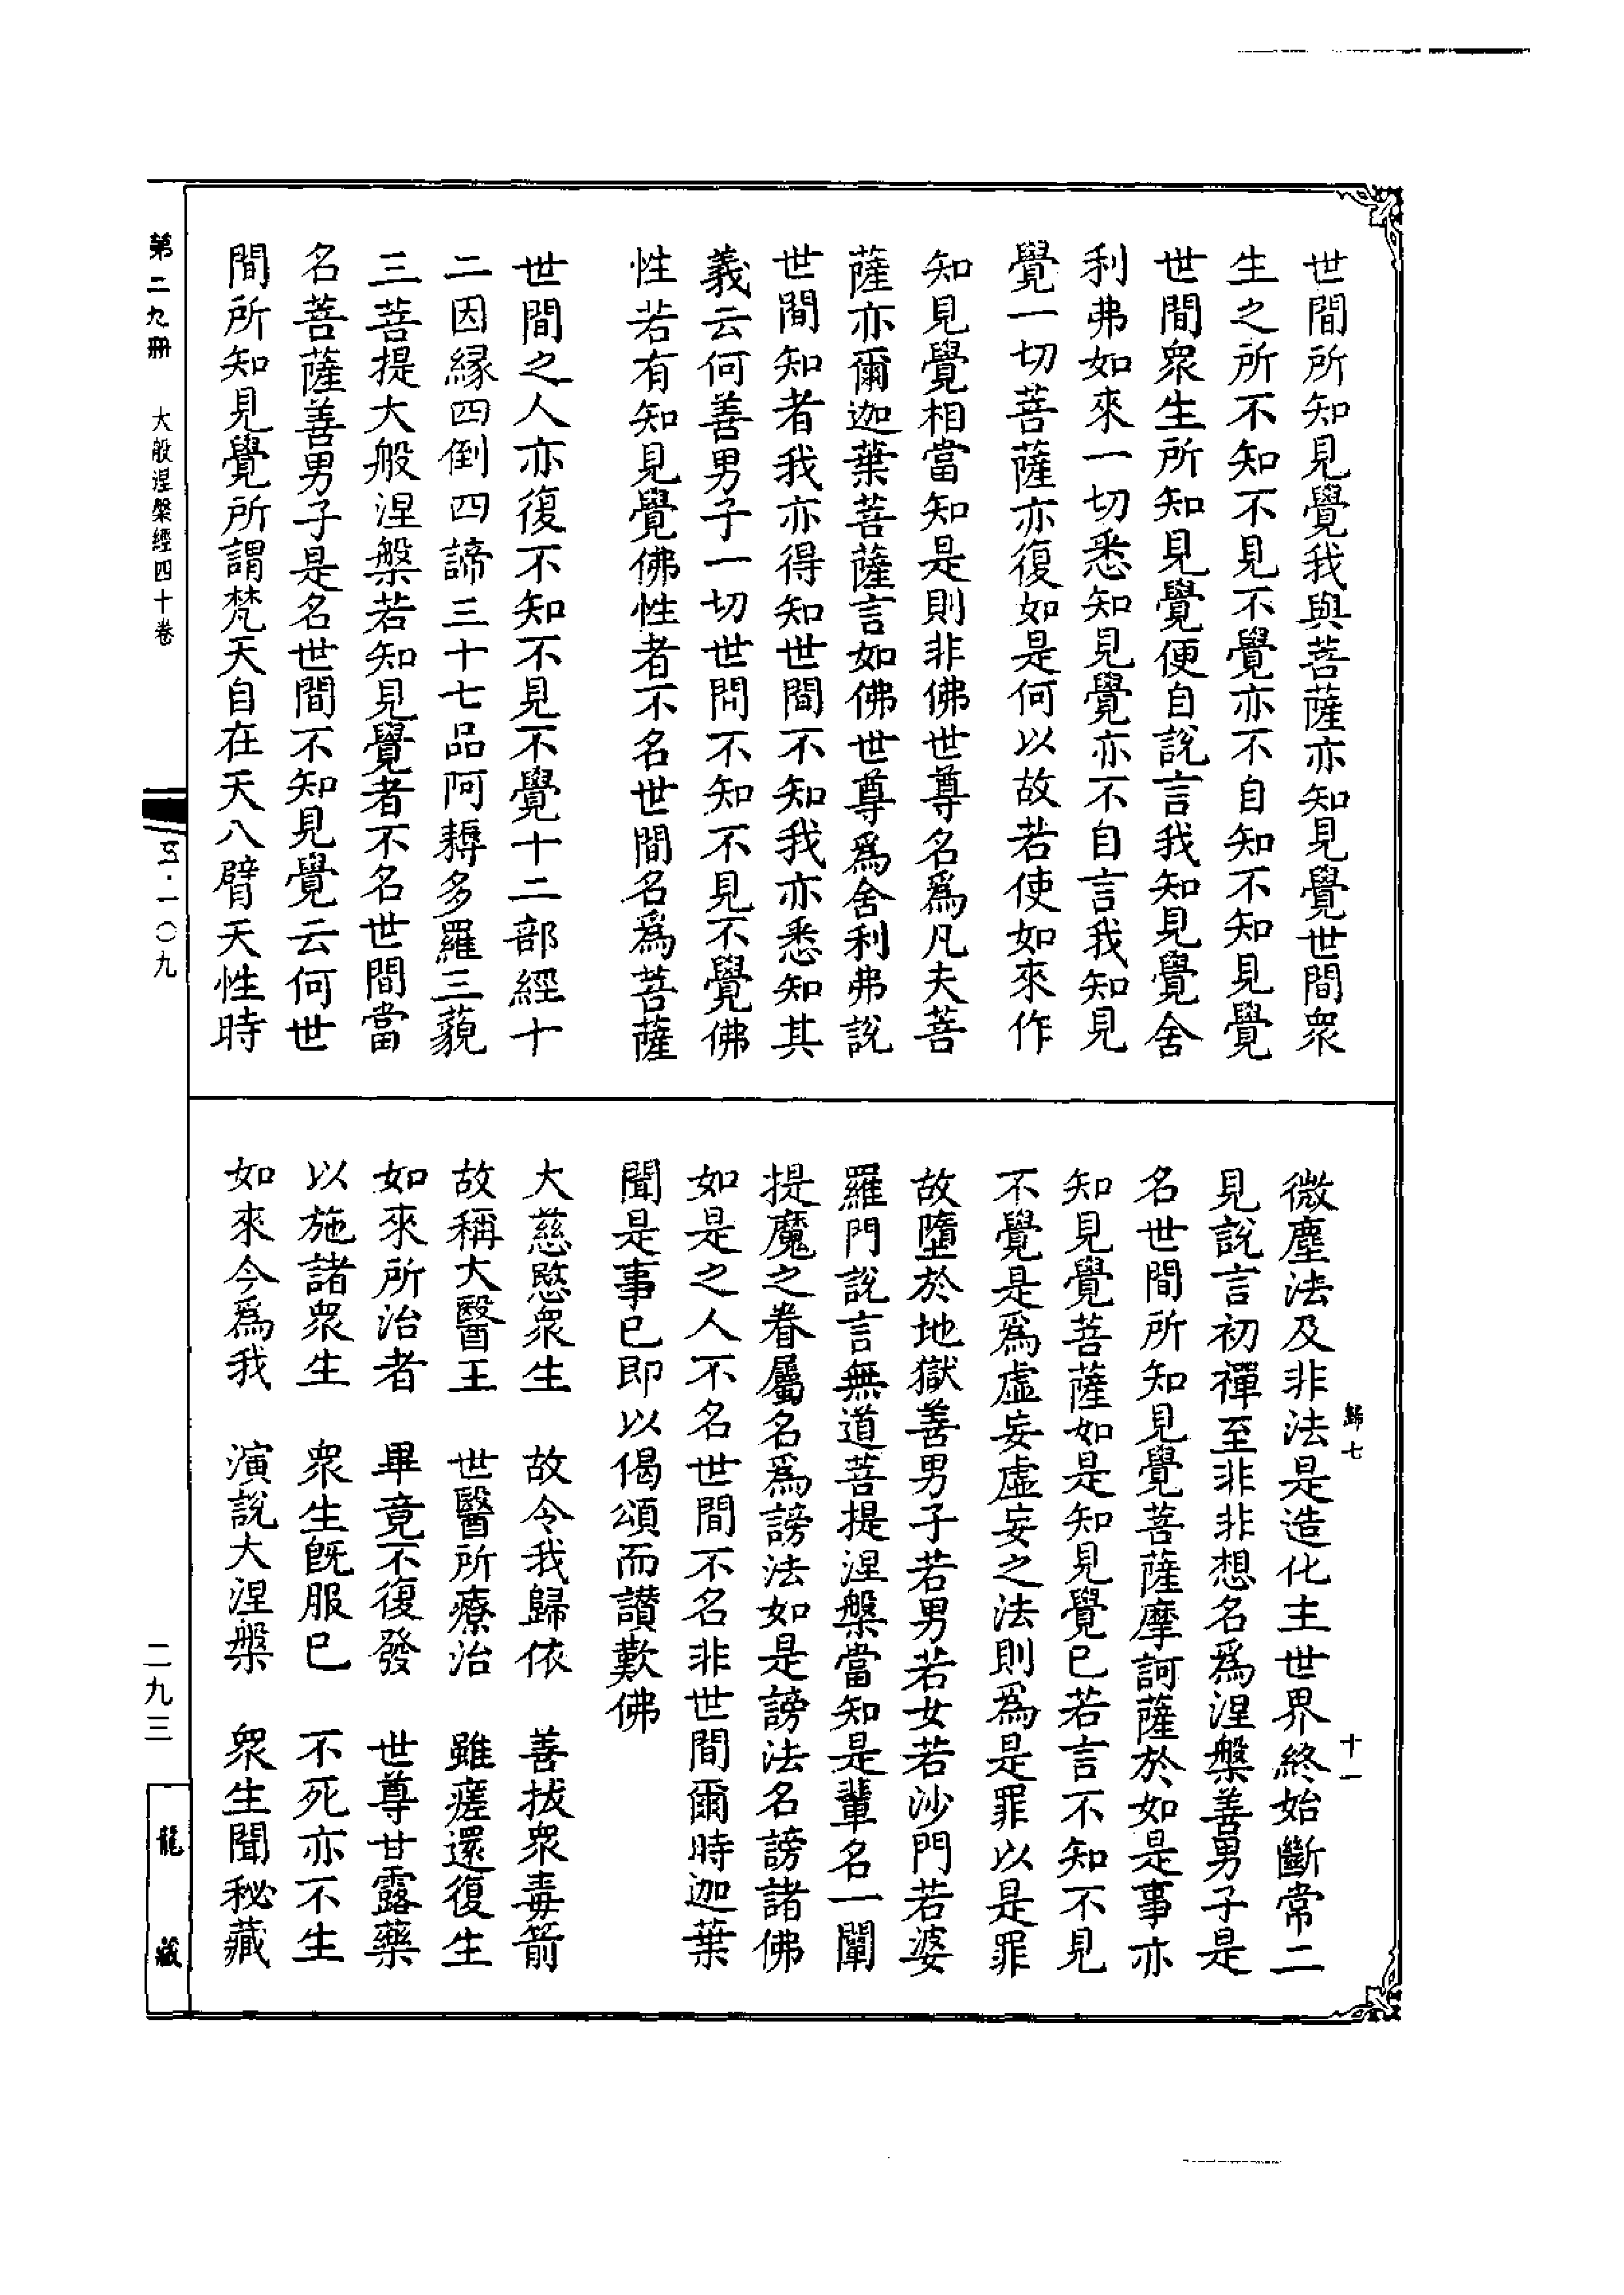 世間所知見覺我與菩薩亦知見覺世間衆
生之所不知不見不覺亦不自知不知見覺
世間衆生所知見覺便自說言我知見覺舍
利弗如來一切悉知見覺亦不自言我知見
覺一切菩薩亦復如是何以故若使如來作
知見覺相當知是則非佛世尊名爲凡夫菩
薩亦爾迦葉菩薩言如佛世尊爲舍利弗說
世間知者我亦得知世間不知我亦悉知其
義云何善男子一切世間不知不見不覺佛
性若有知見覺佛性者不名世間名爲菩薩
世間之人亦復不知不見不覺十二部經十
二因緣四倒四諦三十七品阿耨多羅三藐
三菩提大般涅槃若知見覺者不名世間當
名菩薩善男子是名世間不知見覺云何世
間所知見覺所謂梵天自在天八臂天性時
微塵法及非法是造化主世界終始斷常二
見說言初禪至非非想名爲涅槃善男子是
名世間所知見覺菩薩摩訶薩於如是事亦
知見覺菩薩如是知見覺已若言不知不見
不覺是爲虛妄虛妄之法則爲是罪以是罪
故墮於地獄善男子若男若女若沙門若婆
羅門說言無道菩提涅槃當知是輩名一闡
提魔之眷屬名爲謗法如是謗法名謗諸佛
如是之人不名世間不名非世間爾時迦葉
聞是事已即以偈頌而讚歎佛
大慈愍衆生　故令我歸依　善拔衆毒箭
故稱大醫王　世醫所療治　雖瘥還復生
如來所治者　畢竟不復發　世尊甘露藥
以施諸衆生　衆生旣服已　不死亦不生
如來今爲我　演說大涅槃　衆生聞秘藏
歸七
十一
第二九冊　大般涅槃經四十卷
一〇九
二九三
龍藏